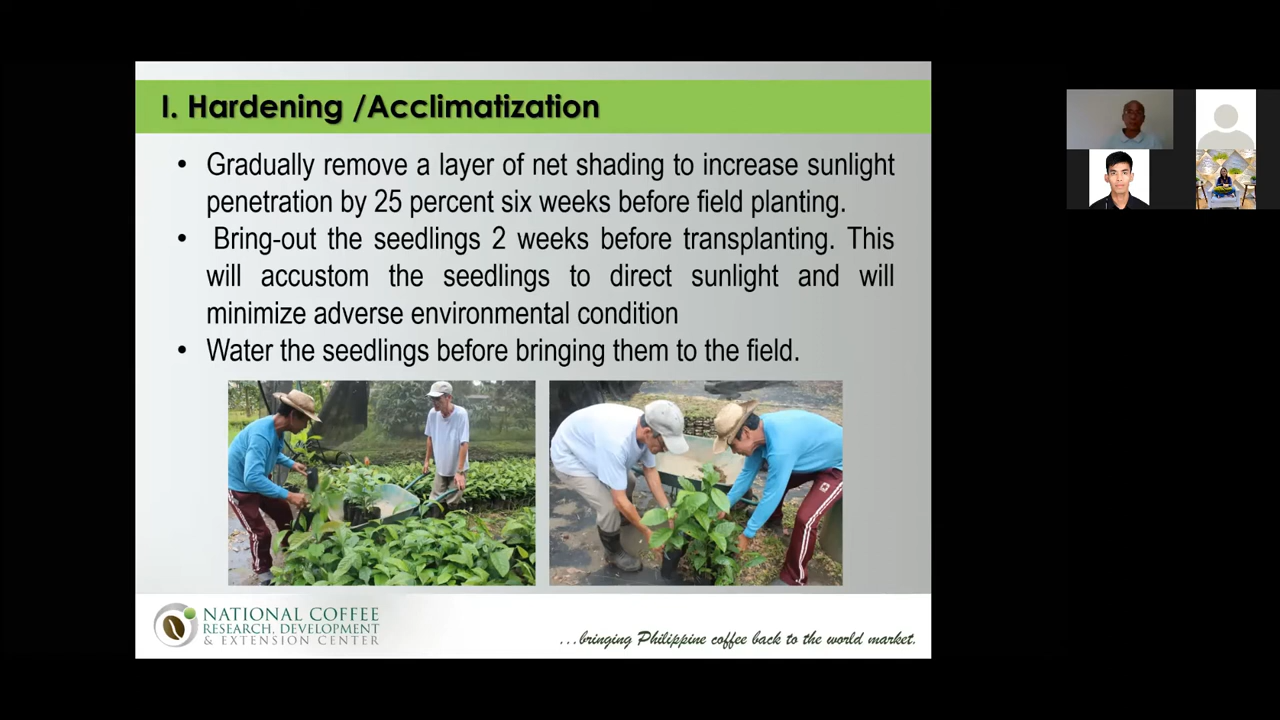 I. Hardening /Acclimatization
• Gradually remove a layer of net shading to increase sunlight
penetration by 25 percent six weeks before field planting.
• Bring-out the seedlings 2 weeks before transplanting. This
will accustom the seedlings to direct sunlight and will
minimize adverse environmental condition
• Water the seedlings before bringing them to the field.
NATIONAL COFFEE
RESEARCH, DEVELOPMENT
& EXTENSION CENTER
...bringing Philippine coffee back to the world market.